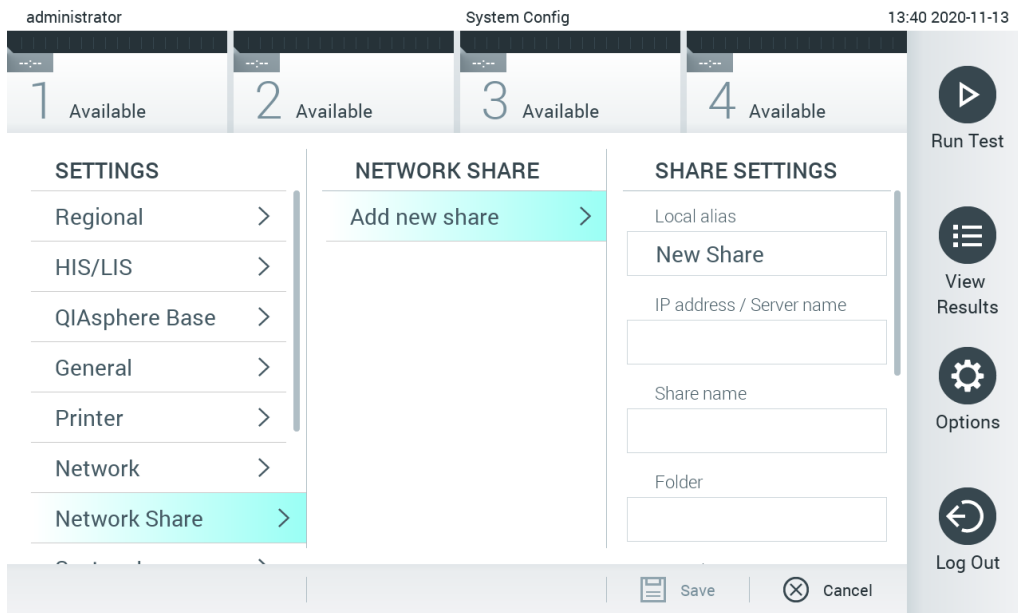 administrator
System Config
13:40 2020-11-13
--:--
--:--
--:--
--:--
1 Available
2 Available
3 Available
4 Available
Run Test
View
Results
Options
Log Out
SETTINGS
Regional
HIS/LIS
QIAsphere Base
General
Printer
Network
Network Share
NETWORK SHARE
Add new share
SHARE SETTINGS
Local alias
New Share
IP address / Server name
Share name
Folder
Save
Cancel